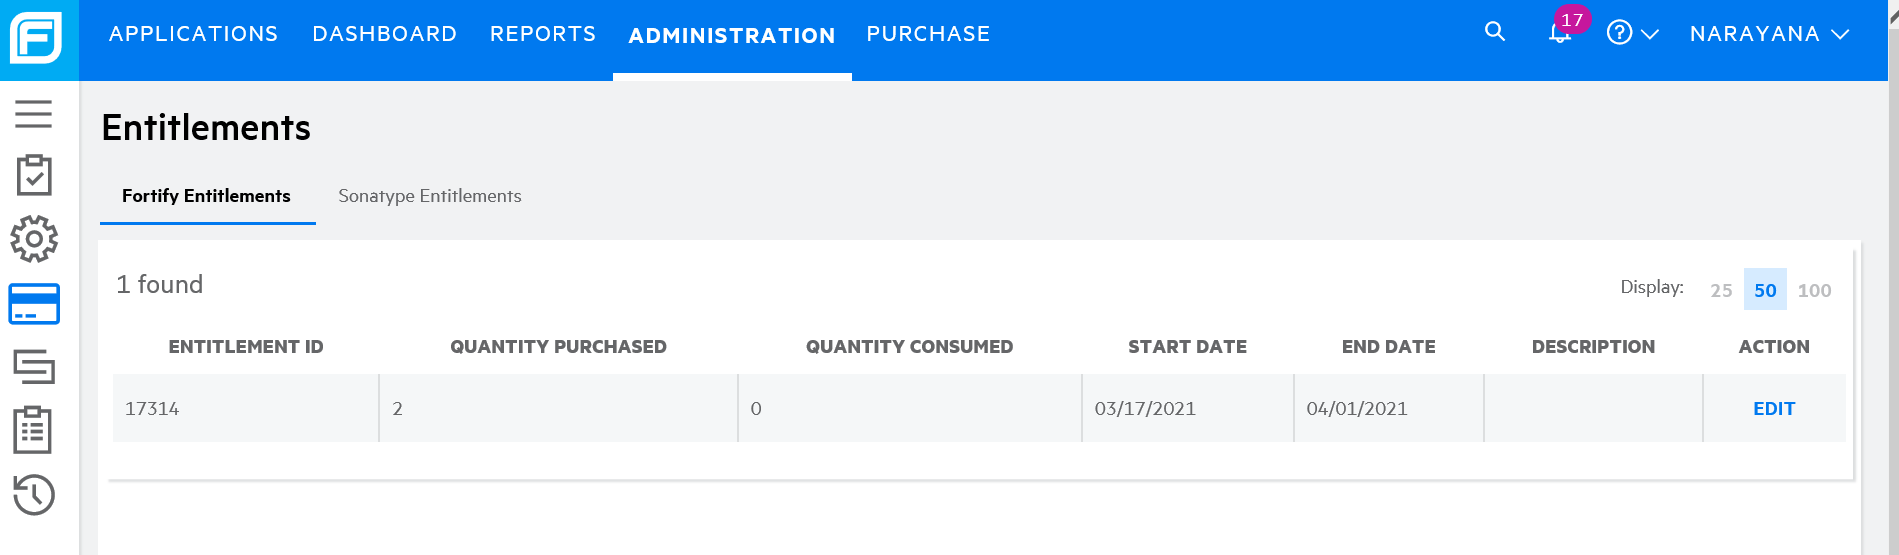 APPLICATIONS DASHBOARD REPORTS ADMINISTRATION PURCHASE 17 NARAYANA
Entitlements
Fortify Entitlements Sonatype Entitlements
1 found Display: 25 50 100
ENTITLEMENT ID QUANTITY PURCHASED QUANTITY CONSUMED START DATE END DATE DESCRIPTION ACTION
17314 2 0 03/17/2021 04/01/2021 EDIT